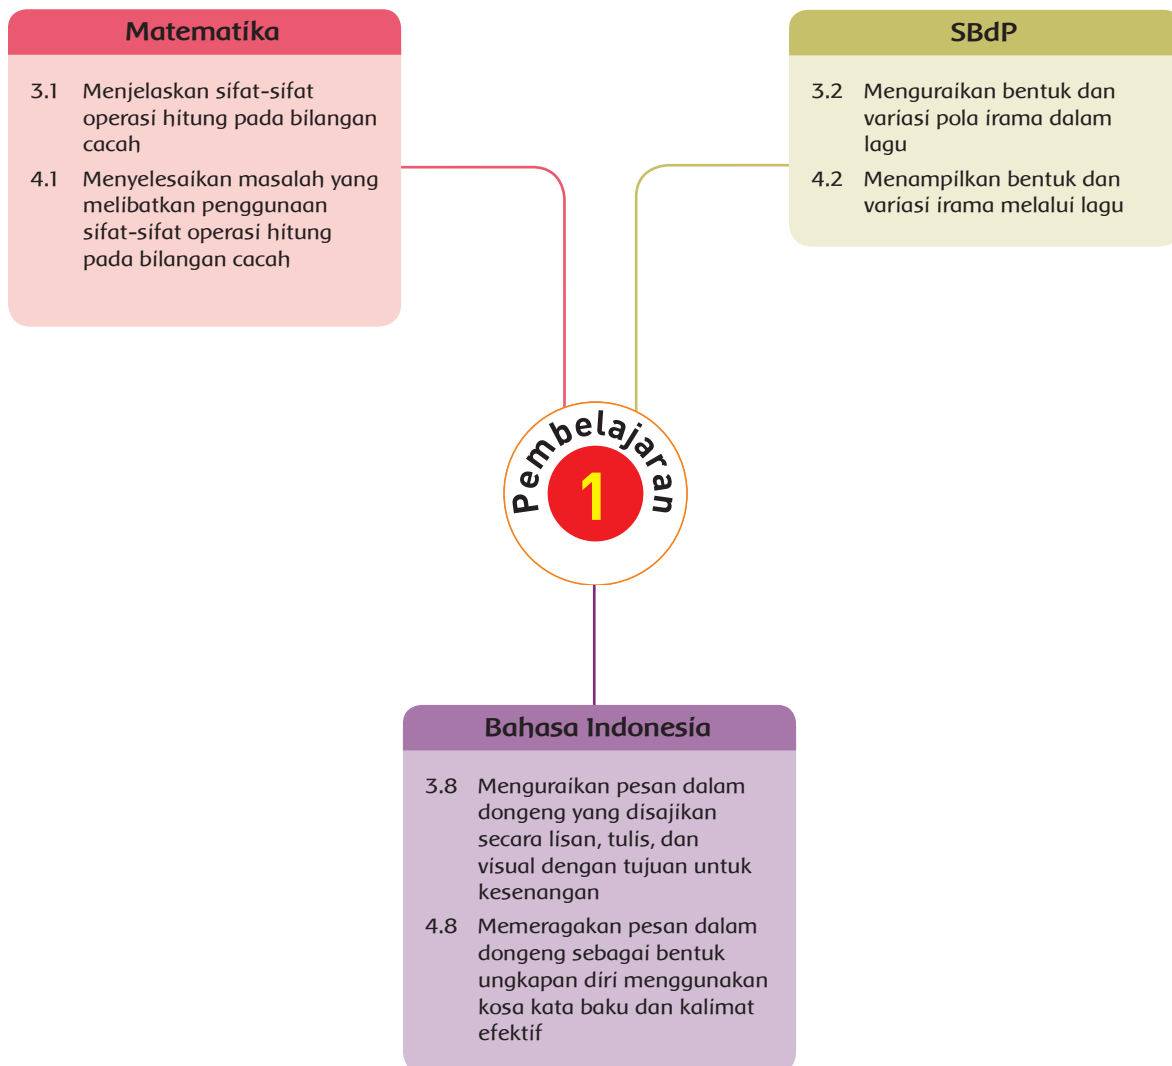 Matematika
3.1 Menjelaskan sifat-sifat
operasi hitung pada bilangan
cacah
4.1 Menyelesaikan masalah yang
melibatkan penggunaan
sifat-sifat operasi hitung
pada bilangan cacah
SBdP
3.2 Menguraikan bentuk dan
variasi pola irama dalam
lagu
4.2 Menampilkan bentuk dan
variasi irama melalui lagu
Pembelajaran
1
Bahasa Indonesia
3.8 Menguraikan pesan dalam
dongeng yang disajikan
secara lisan, tulis, dan
visual dengan tujuan untuk
kesenangan
4.8 Memeragakan pesan dalam
dongeng sebagai bentuk
ungkapan diri menggunakan
kosa kata baku dan kalimat
efektif